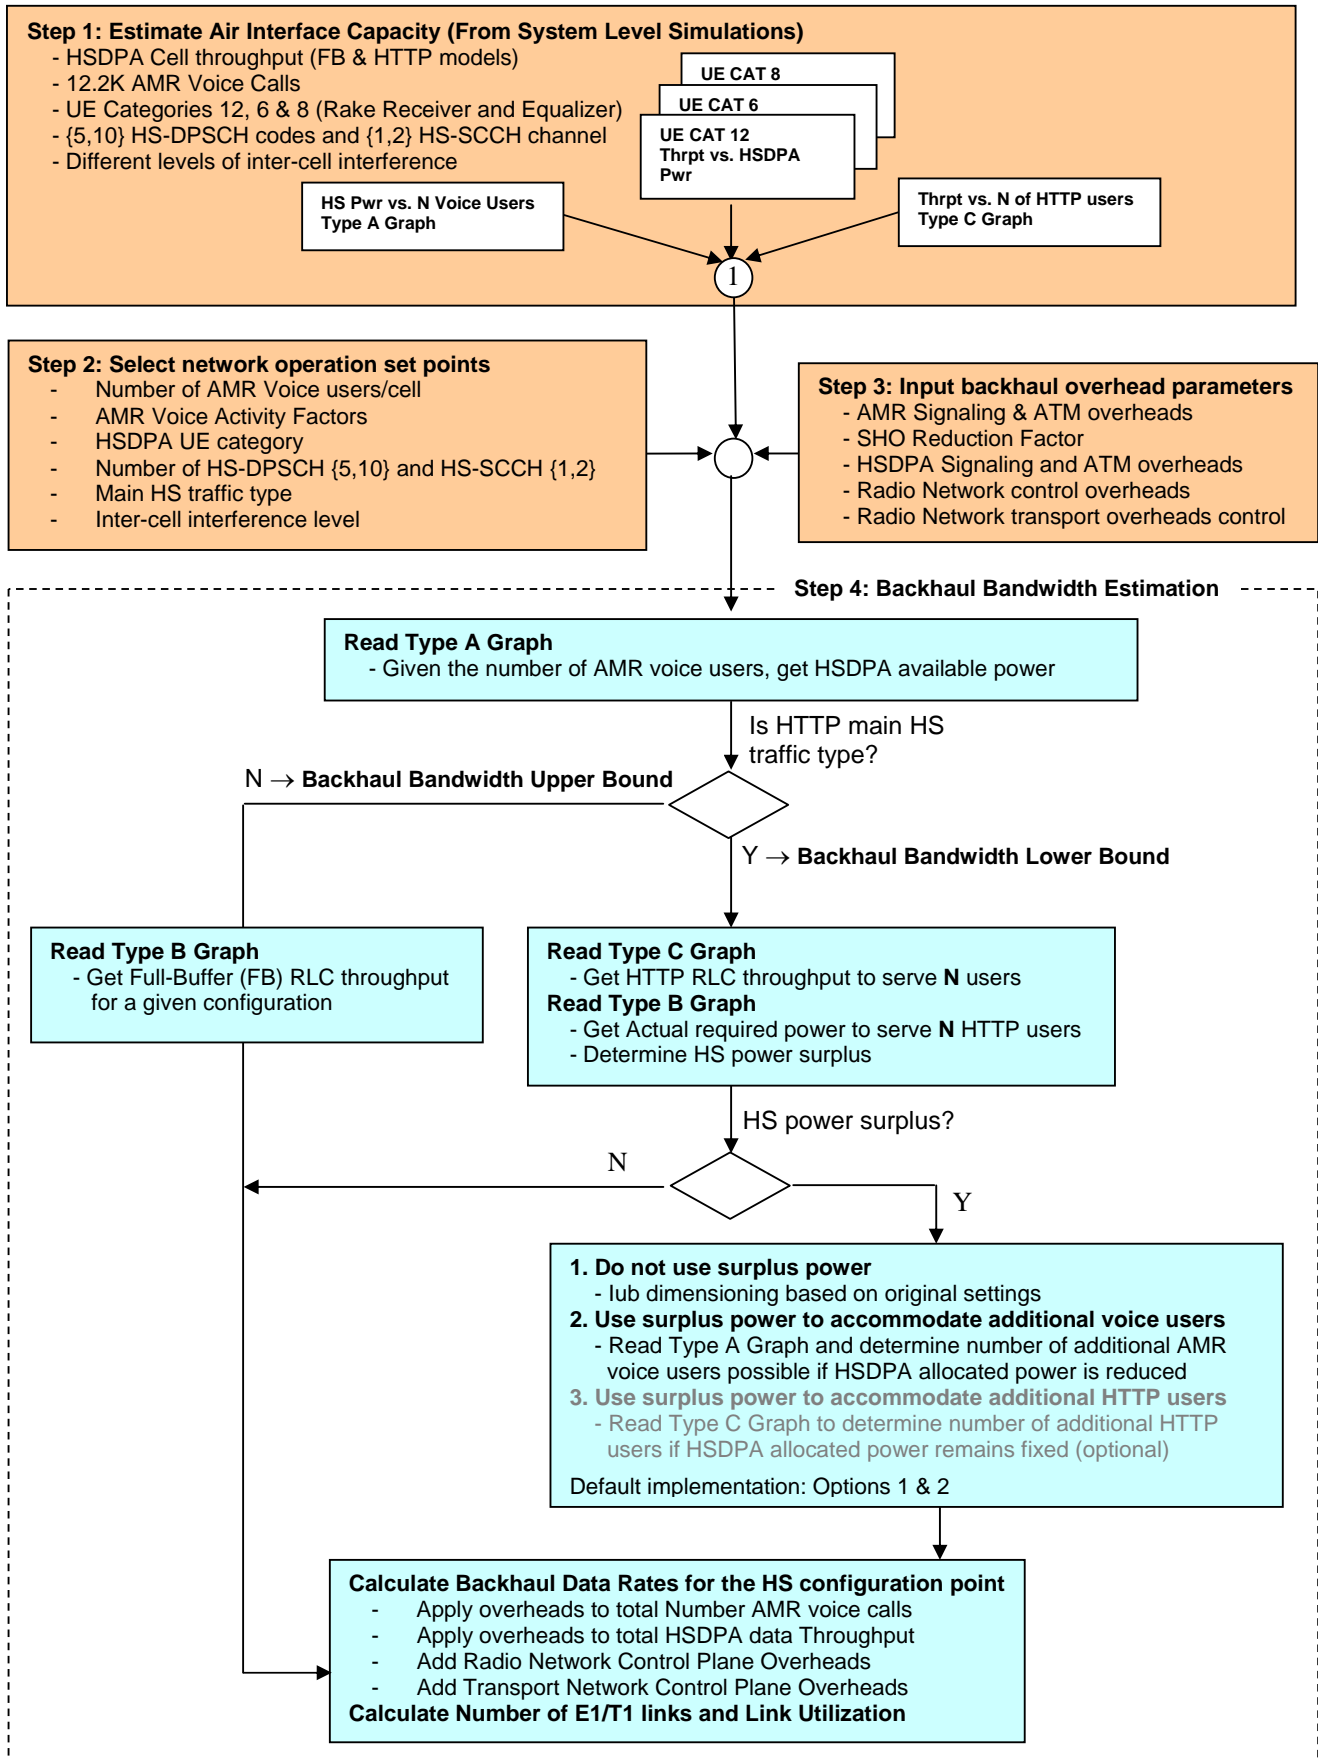 Step 1: Estimate Air Interface Capacity (From System Level Simulations)
- HSDPA Cell throughput (FB & HTTP models)
- 12.2K AMR Voice Calls
- UE Categories 12, 6 & 8 (Rake Receiver and Equalizer)
- {5,10} HS-DPSCH codes and {1,2} HS-SCCH channel
- Different levels of inter-cell interference
UE CAT 8
UE CAT 6
UE CAT 12
Thrpt vs. HSDPA
Pwr
HS Pwr vs. N Voice Users
Type A Graph
Thrpt vs. N of HTTP users
Type C Graph
1
Step 2: Select network operation set points
- Number of AMR Voice users/cell
- AMR Voice Activity Factors
- HSDPA UE category
- Number of HS-DPSCH {5,10} and HS-SCCH {1,2}
- Main HS traffic type
- Inter-cell interference level
Step 3: Input backhaul overhead parameters
- AMR Signaling & ATM overheads
- SHO Reduction Factor
- HSDPA Signaling and ATM overheads
- Radio Network control overheads
- Radio Network transport overheads control
Step 4: Backhaul Bandwidth Estimation
Read Type A Graph
- Given the number of AMR voice users, get HSDPA available power
Is HTTP main HS
traffic type?
N → Backhaul Bandwidth Upper Bound
Y → Backhaul Bandwidth Lower Bound
Read Type B Graph
- Get Full-Buffer (FB) RLC throughput
for a given configuration
Read Type C Graph
- Get HTTP RLC throughput to serve N users
Read Type B Graph
- Get Actual required power to serve N HTTP users
- Determine HS power surplus
HS power surplus?
N
Y
1. Do not use surplus power
- Iub dimensioning based on original settings
2. Use surplus power to accommodate additional voice users
- Read Type A Graph and determine number of additional AMR
voice users possible if HSDPA allocated power is reduced
3. Use surplus power to accommodate additional HTTP users
- Read Type C Graph to determine number of additional HTTP
users if HSDPA allocated power remains fixed (optional)
Default implementation: Options 1 & 2
Calculate Backhaul Data Rates for the HS configuration point
- Apply overheads to total Number AMR voice calls
- Apply overheads to total HSDPA data Throughput
- Add Radio Network Control Plane Overheads
- Add Transport Network Control Plane Overheads
Calculate Number of E1/T1 links and Link Utilization